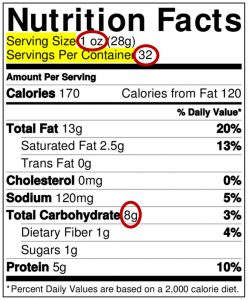 Nutrition Facts
Serving Size 1 oz (28g)
Servings Per Container 32
Amount Per Serving
Calories 170 Calories from Fat 120
% Daily Value*
Total Fat 13g 20%
Saturated Fat 2.5g 13%
Trans Fat 0g
Cholesterol 0mg 0%
Sodium 120mg 5%
Total Carbohydrate 8g 3%
Dietary Fiber 1g 4%
Sugars 1g
Protein 5g 10%
*Percent Daily Values are based on a 2,000 calorie diet.